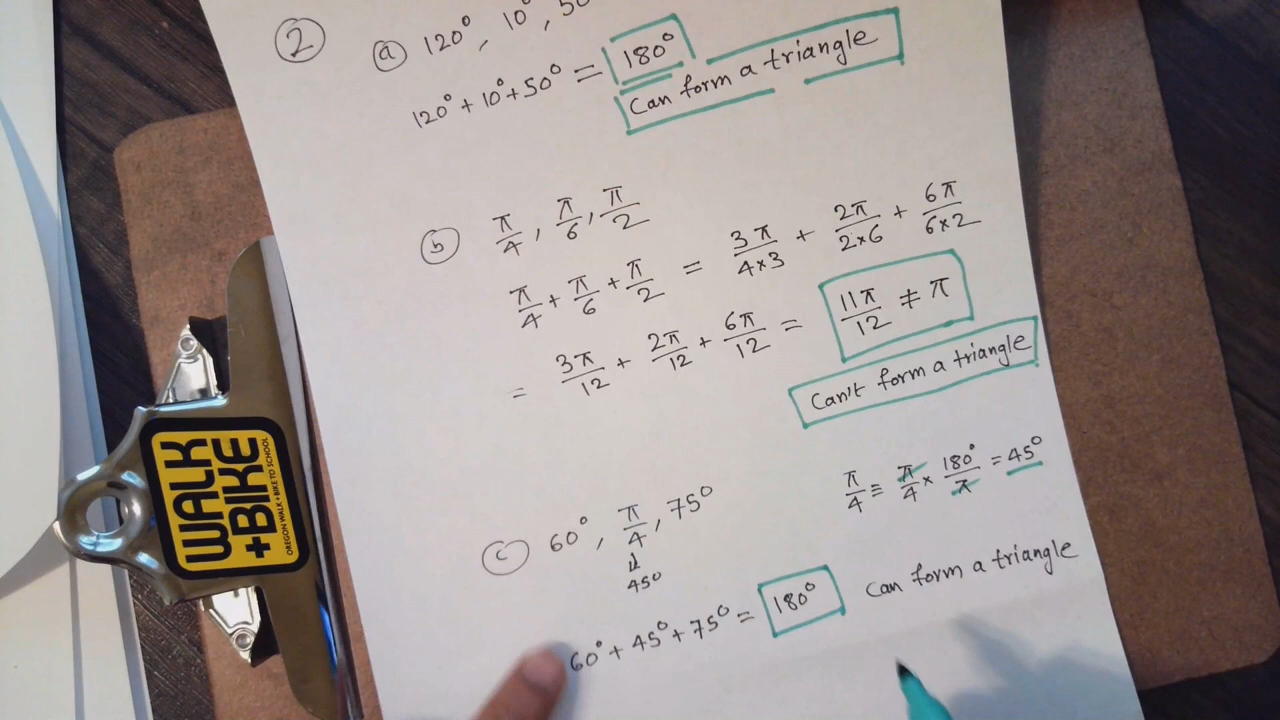 ② ⓐ 120°, 10°, 50°
120° + 10° + 50° = 180°
Can form a triangle
ⓑ π/4, π/6, π/2
π/4 + π/6 + π/2 = 3π/4×3 + 2π/2×6 + 6π/6×2
= 3π/12 + 2π/12 + 6π/12 = 11π/12 ≠ π
Can't form a triangle
ⓒ 60°, π/4, 75°
45°
π/4 ≡ π/4 × 180°/π = 45°
60° + 45° + 75° = 180° Can form a triangle
WALK
+BIKE
OREGON WALK+BIKE TO SCHOOL